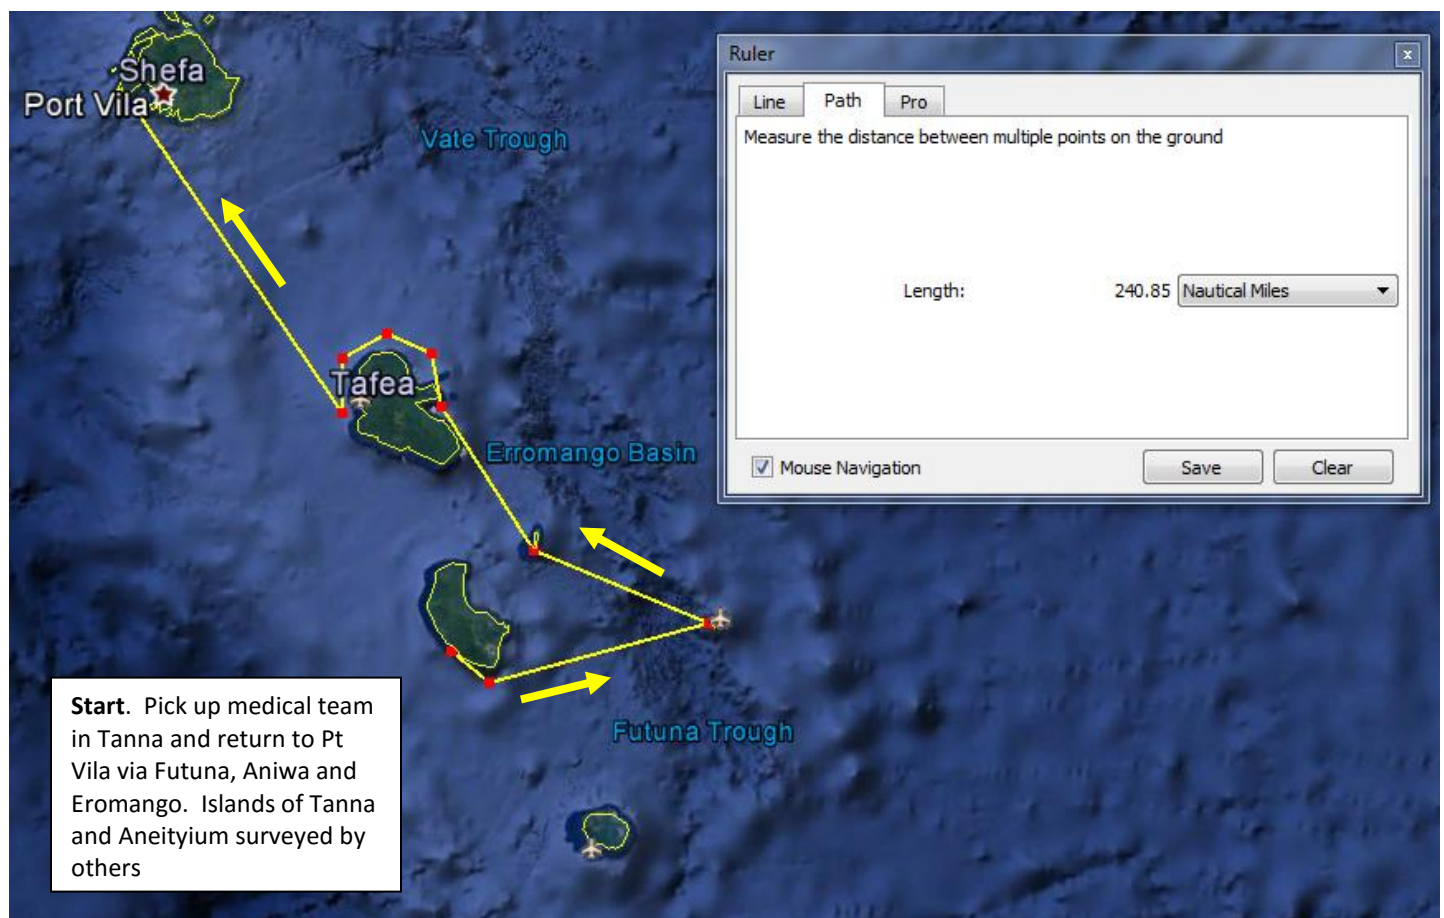 Shefa
Port Vila
Vate Trough
Ruler
x
Line Path Pro
Measure the distance between multiple points on the ground
Length: 240.85 Nautical Miles
Mouse Navigation Save Clear
Tafea
Erromango Basin
Futuna Trough
Start. Pick up medical team
in Tanna and return to Pt
Vila via Futuna, Aniwa and
Eromango. Islands of Tanna
and Aneityium surveyed by
others